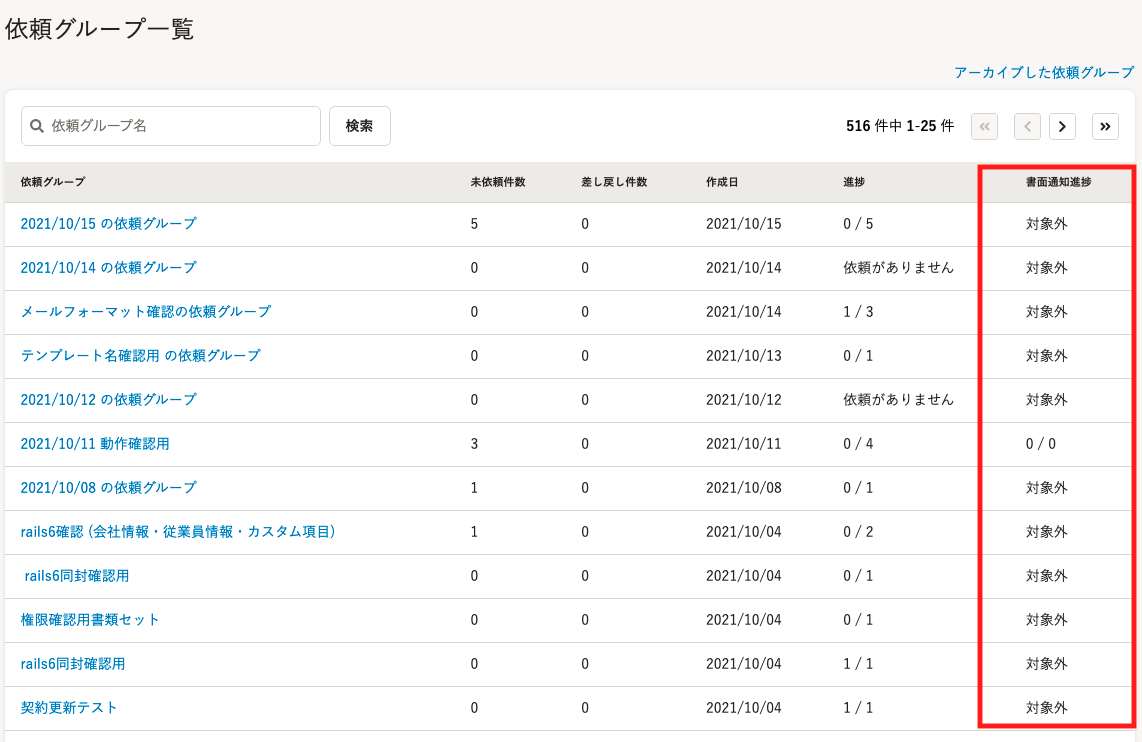 依頼グループ一覧
アーカイブした依頼グループ
依頼グループ名 検索 516 件中 1-25 件
依頼グループ 未依頼件数 差し戻し件数 作成日 進捗 書面通知進捗
2021/10/15 の依頼グループ 5 0 2021/10/15 0 / 5 対象外
2021/10/14 の依頼グループ 0 0 2021/10/14 依頼がありません 対象外
メールフォーマット確認の依頼グループ 0 0 2021/10/14 1 / 3 対象外
テンプレート名確認用 の依頼グループ 0 0 2021/10/13 0 / 1 対象外
2021/10/12 の依頼グループ 0 0 2021/10/12 依頼がありません 対象外
2021/10/11 動作確認用 3 0 2021/10/11 0 / 4 0 / 0
2021/10/08 の依頼グループ 1 0 2021/10/08 0 / 1 対象外
rails6確認 (会社情報・従業員情報・カスタム項目) 1 0 2021/10/04 0 / 2 対象外
rails6同封確認用 0 0 2021/10/04 0 / 1 対象外
権限確認用書類セット 0 0 2021/10/04 0 / 1 対象外
rails6同封確認用 0 0 2021/10/04 1 / 1 対象外
契約更新テスト 0 0 2021/10/04 1 / 1 対象外